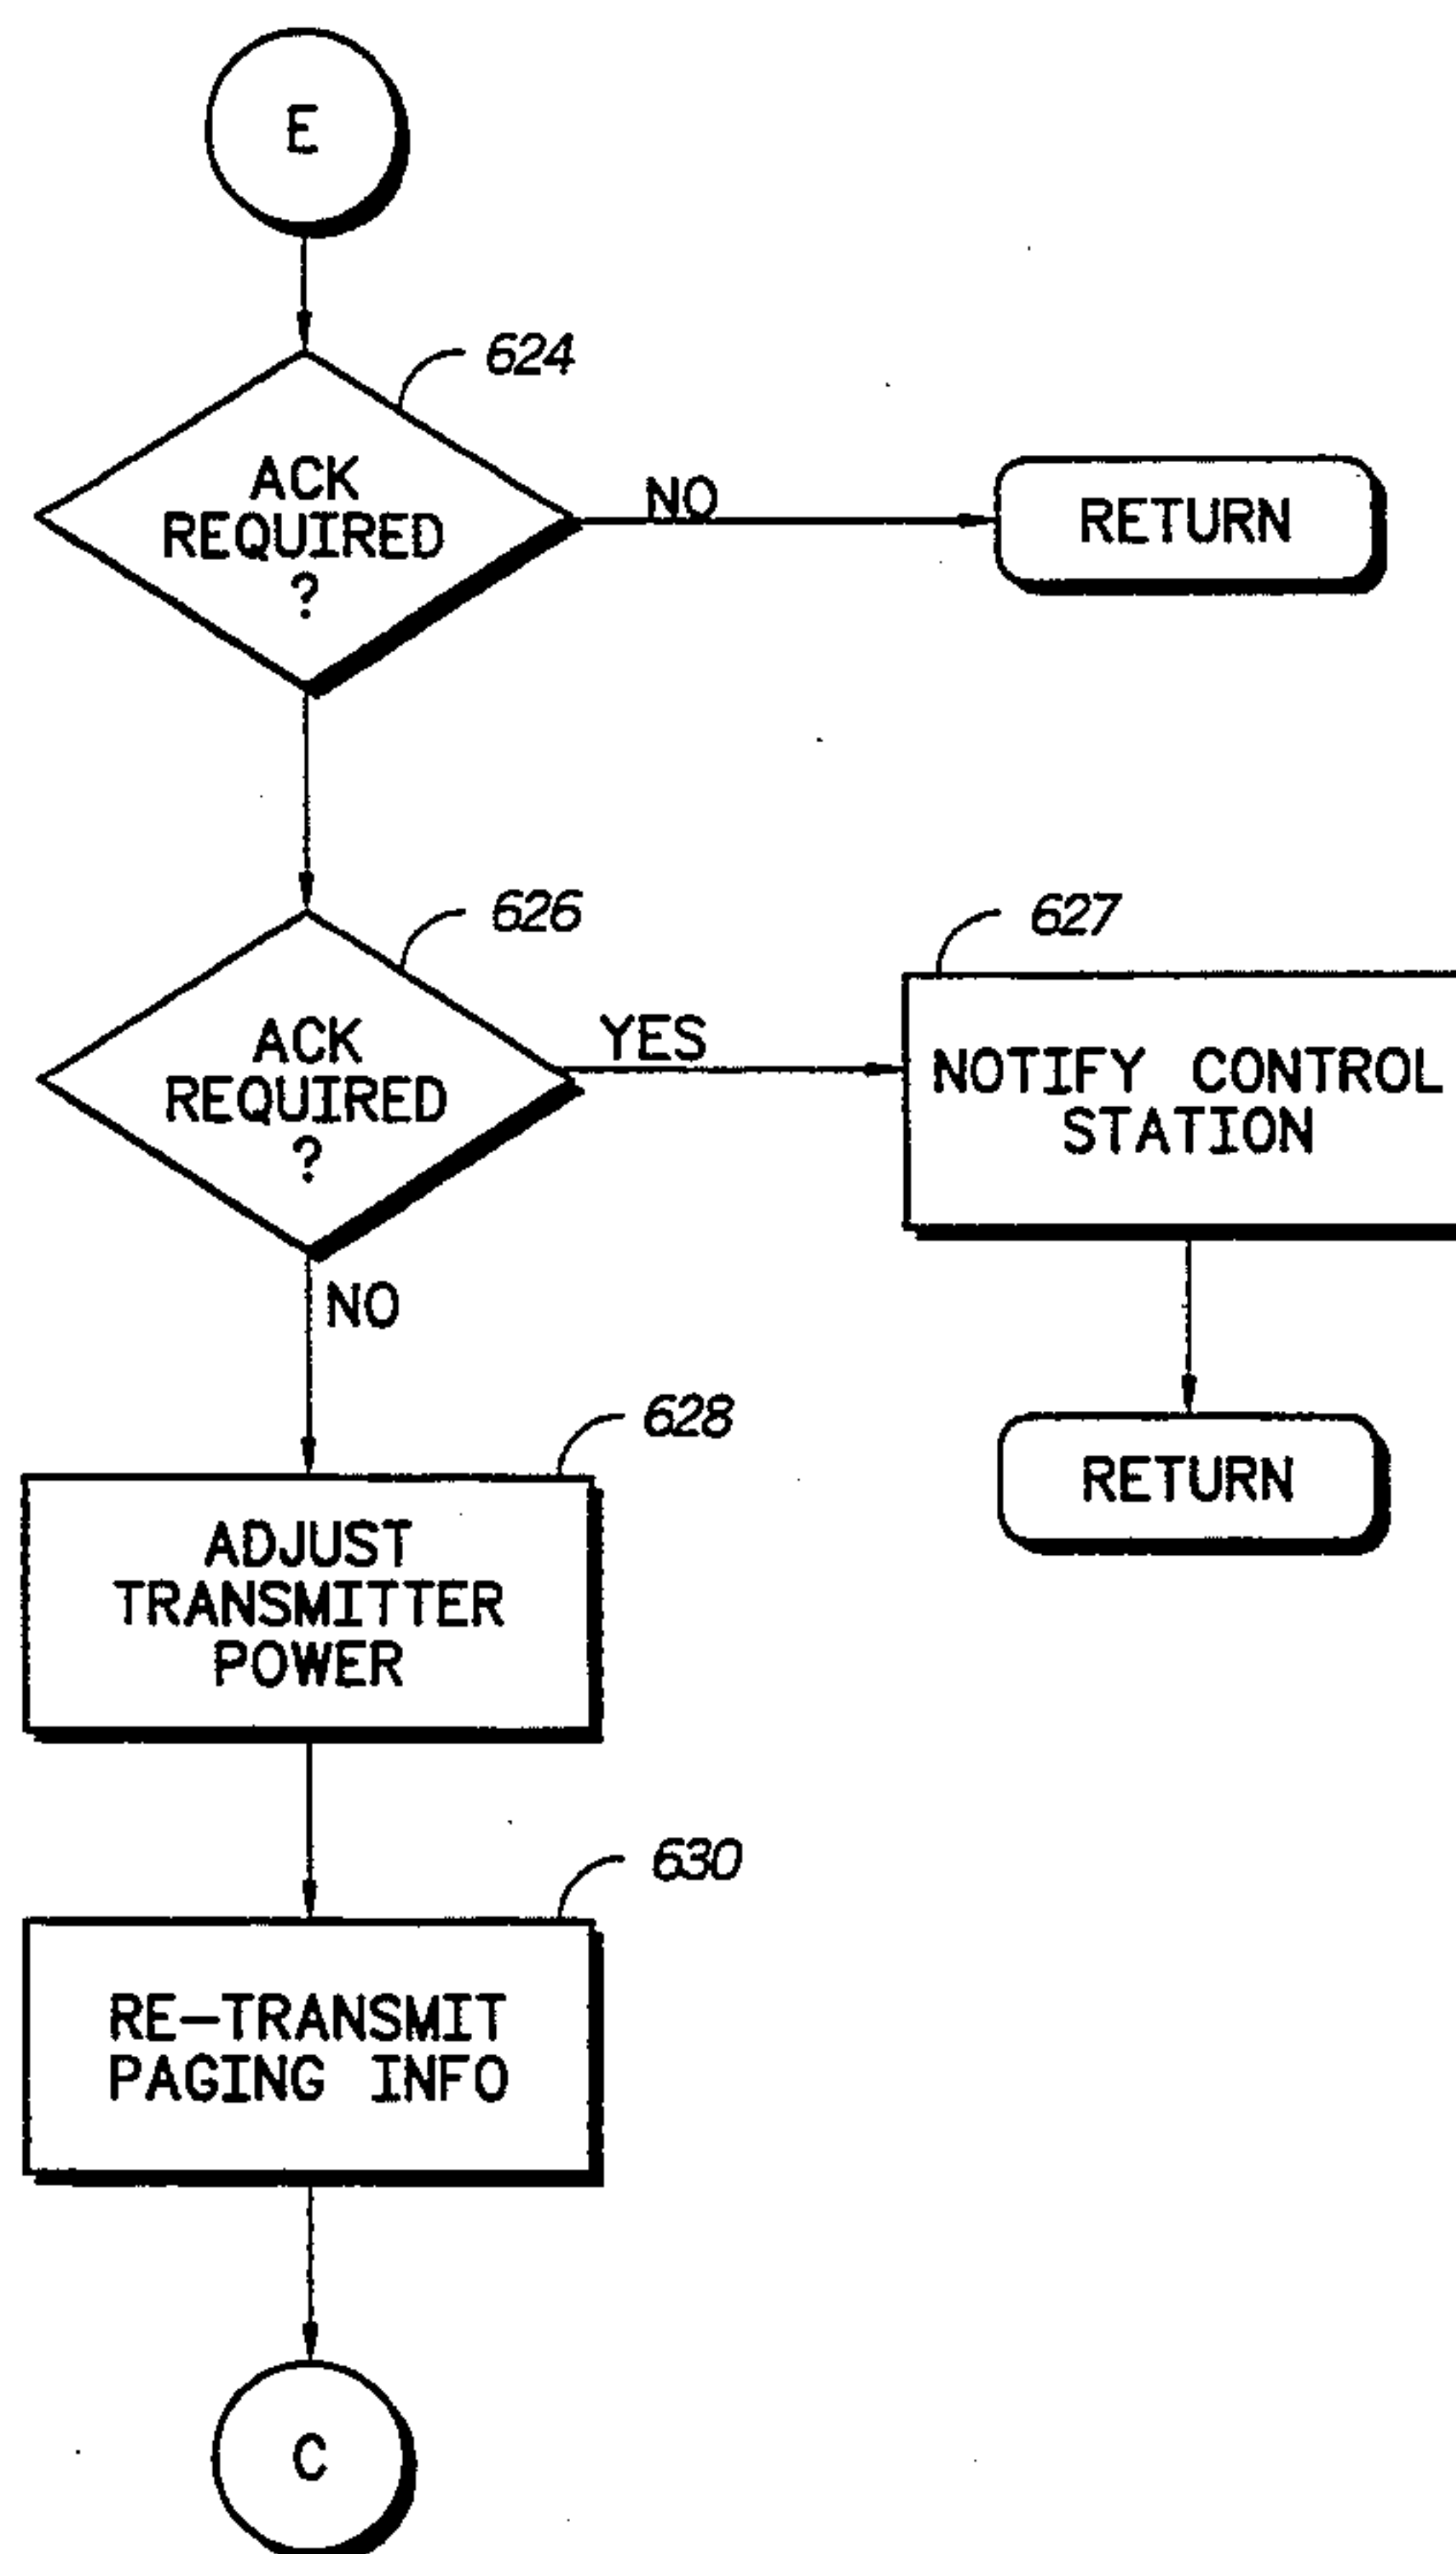 E
624
ACK
REQUIRED
?
NO
RETURN
626
ACK
REQUIRED
?
YES
627
NOTIFY CONTROL
STATION
NO
RETURN
628
ADJUST
TRANSMITTER
POWER
630
RE-TRANSMIT
PAGING INFO
C